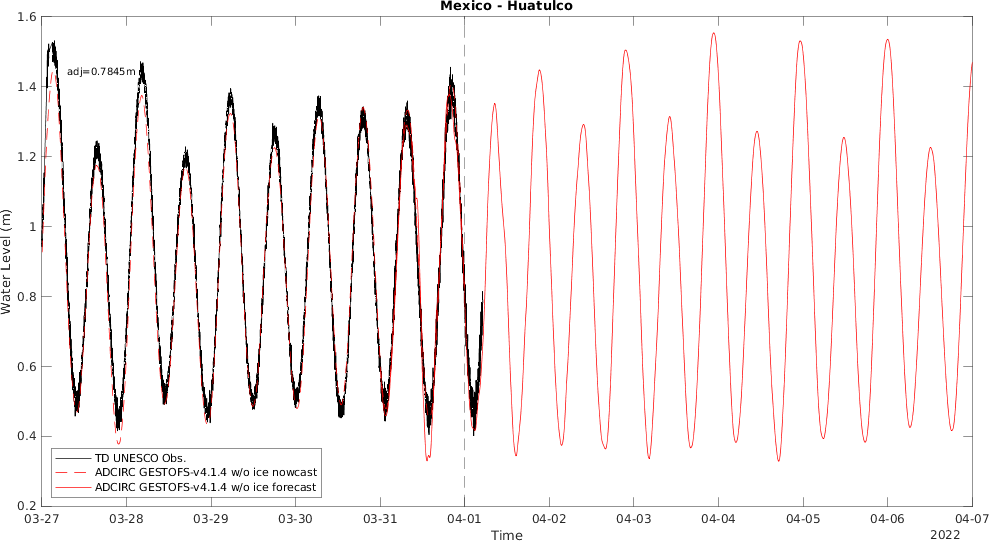 Mexico - Huatulco
1.6
1.4
1.2
1
0.8
0.6
0.4
0.2
Water Level (m)
adj=0.7845m
TD UNESCO Obs.
ADCIRC GESTOFS-v4.1.4 w/o ice nowcast
ADCIRC GESTOFS-v4.1.4 w/o ice forecast
03-27 03-28 03-29 03-30 03-31 04-01 04-02 04-03 04-04 04-05 04-06 04-07
Time
2022